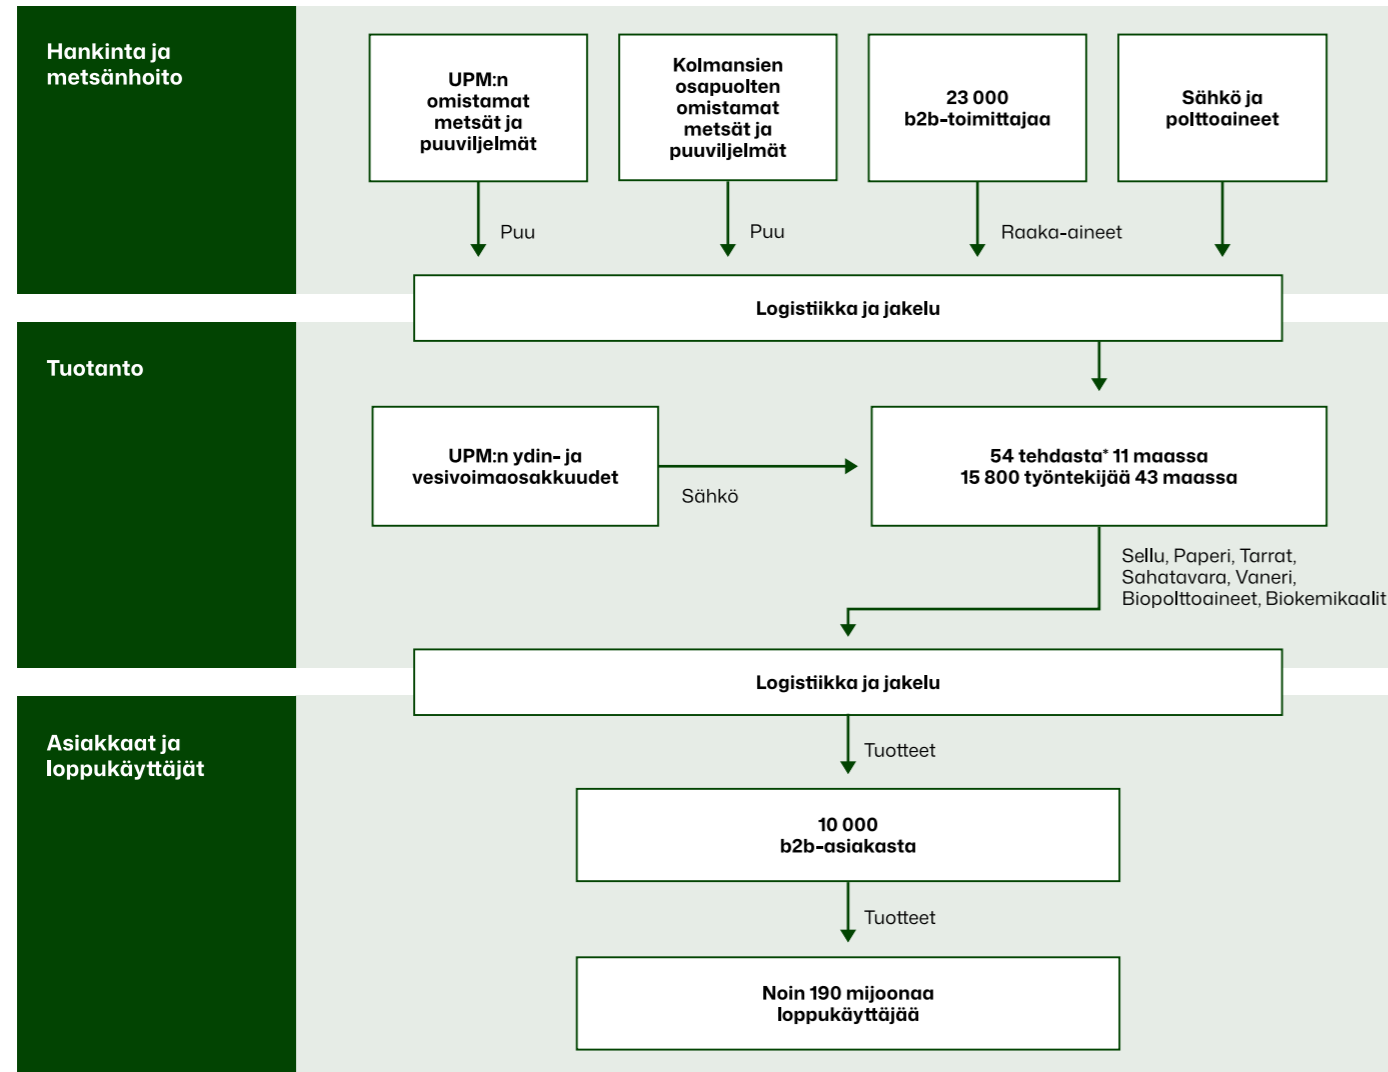 Hankinta ja
metsänhoito
UPM:n
omistamat
metsät ja
puuviljelmät
Kolmansien
osapuolten
omistamat
metsät ja
puuviljelmät
23 000
b2b-toimittajaa
Sähkö ja
polttoaineet
Puu
Puu
Raaka-aineet
Logistiikka ja jakelu
Tuotanto
UPM:n ydin- ja
vesivoimaosakkuudet
Sähkö
54 tehdasta* 11 maassa
15 800 työntekijää 43 maassa
Sellu, Paperi, Tarrat,
Sahatavara, Vaneri,
Biopolttoaineet, Biokemikaalit
Logistiikka ja jakelu
Asiakkaat ja
loppukäyttäjät
Tuotteet
10 000
b2b-asiakasta
Tuotteet
Noin 190 mijoonaa
loppukäyttäjää